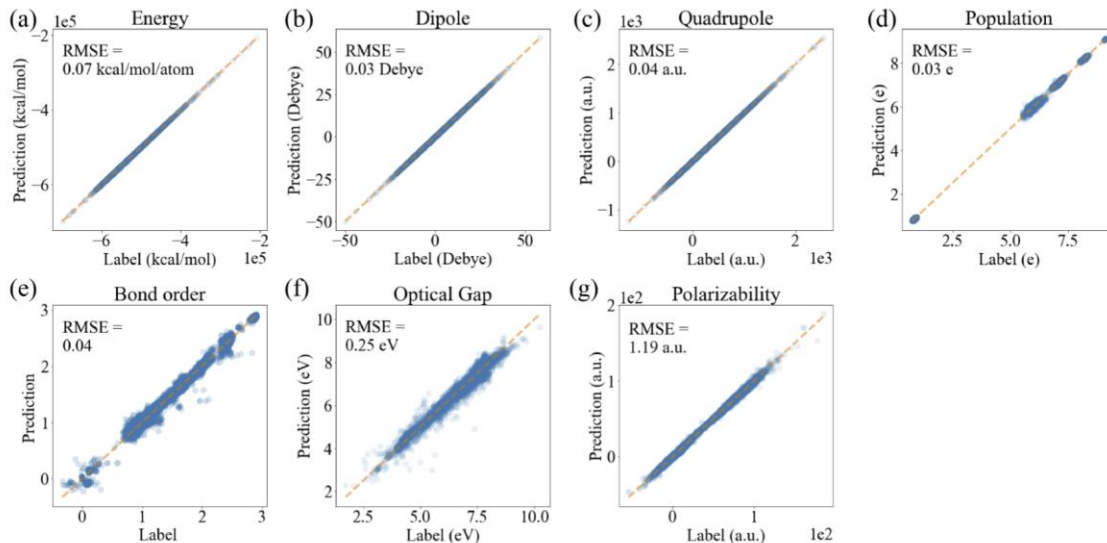 (a) Energy
−1e5
−2
−4
−6
Prediction (kcal/mol)
RMSE =
0.07 kcal/mol/atom
−6 −4 −2
Label (kcal/mol) 1e5
(b) Dipole
50
25
0
−25
−50
Prediction (Debye)
RMSE =
0.03 Debye
−50 0 50
Label (Debye)
(c) Quadrupole
1e3
2
1
0
−1
Prediction (a.u.)
RMSE =
0.04 a.u.
−1 0 1 2
Label (a.u.) 1e3
(d) Population
8
6
4
2
Prediction (e)
RMSE =
0.03 e
2.5 5.0 7.5
Label (e)
(e) Bond order
3
2
1
0
Prediction
RMSE =
0.04
0 1 2 3
Label
(f) Optical Gap
10
8
6
4
2
Prediction (eV)
RMSE =
0.25 eV
2.5 5.0 7.5 10.0
Label (eV)
(g) Polarizability
1e2
2
1
0
Prediction (a.u.)
RMSE =
1.19 a.u.
0 1
Label (a.u.) 1e2